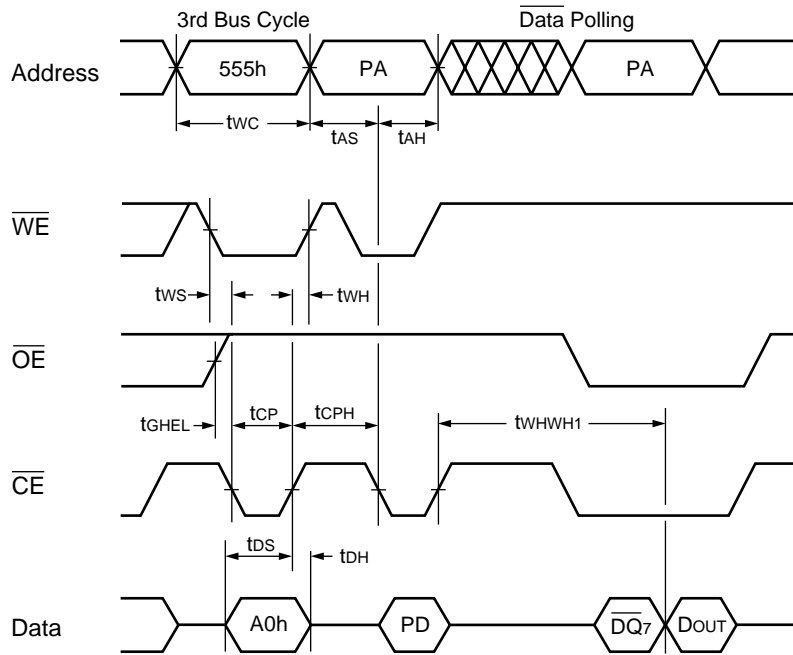 3rd Bus Cycle
Data Polling
Address
555h
PA
PA
tWC
tAS
tAH
WE
tWS
tWH
OE
tGHEL
tCP
tCPH
tWHWH1
CE
tDS
tDH
Data
A0h
PD
DQ7
DOUT